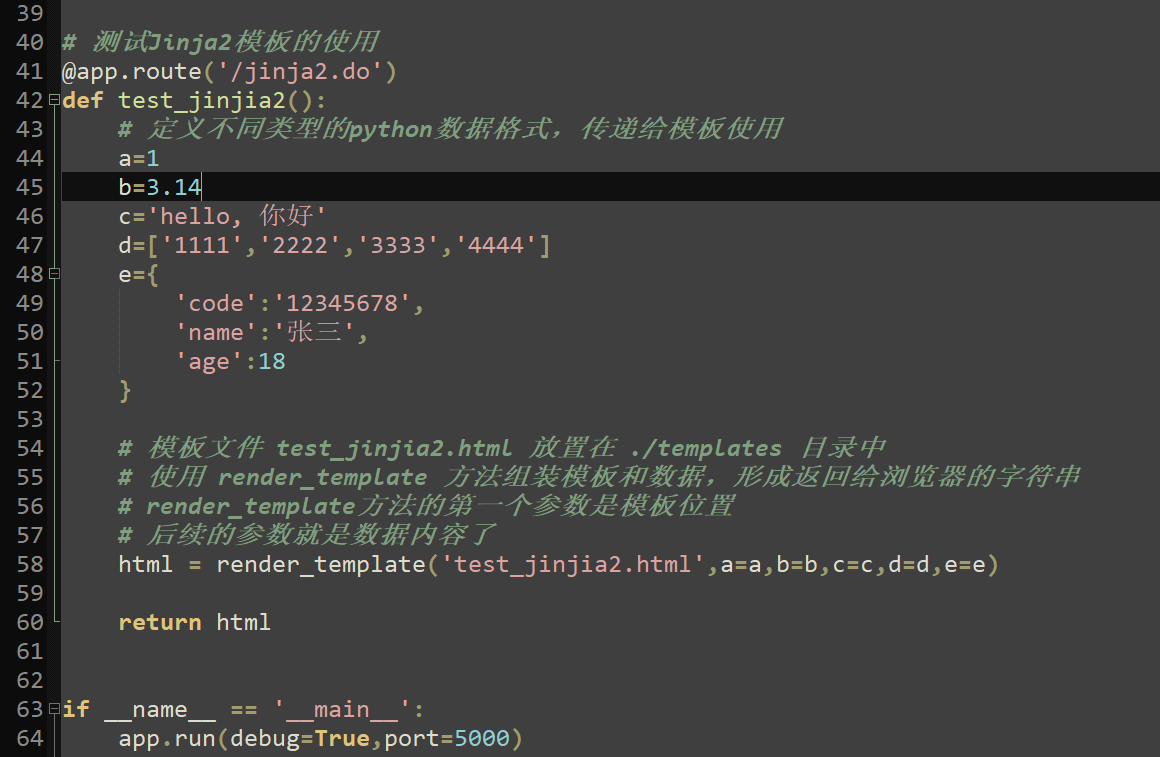 39
40 # 测试Jinja2模板的使用
41 @app.route('/jinja2.do')
42 def test_jinjia2():
43     # 定义不同类型的python数据格式，传递给模板使用
44     a=1
45     b=3.14
46     c='hello, 你好'
47     d=['1111','2222','3333','4444']
48     e={
49         'code':'12345678',
50         'name':'张三',
51         'age':18
52     }
53
54     # 模板文件 test_jinjia2.html 放置在 ./templates 目录中
55     # 使用 render_template 方法组装模板和数据，形成返回给浏览器的字符串
56     # render_template方法的第一个参数是模板位置
57     # 后续的参数就是数据内容了
58     html = render_template('test_jinjia2.html',a=a,b=b,c=c,d=d,e=e)
59
60     return html
61
62
63 if __name__ == '__main__':
64     app.run(debug=True,port=5000)